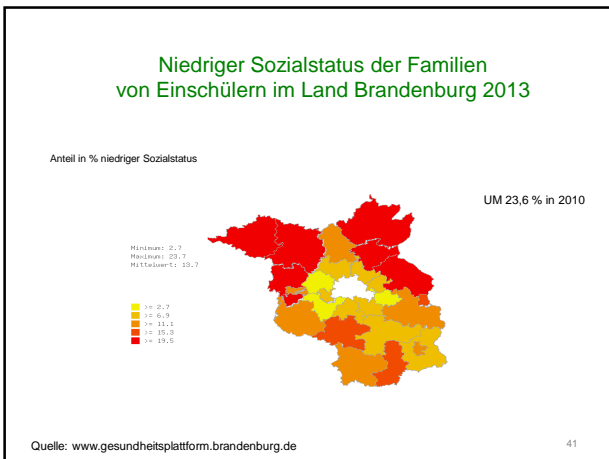 Niedriger Sozialstatus der Familien
von Einschülern im Land Brandenburg 2013
Anteil in % niedriger Sozialstatus
UM 23,6 % in 2010
Minimum: 2.7
Maximum: 23.7
Mittelwert: 13.7
>= 2.7
>= 6.9
>= 11.1
>= 15.3
>= 19.5
Quelle: www.gesundheitsplattform.brandenburg.de
41